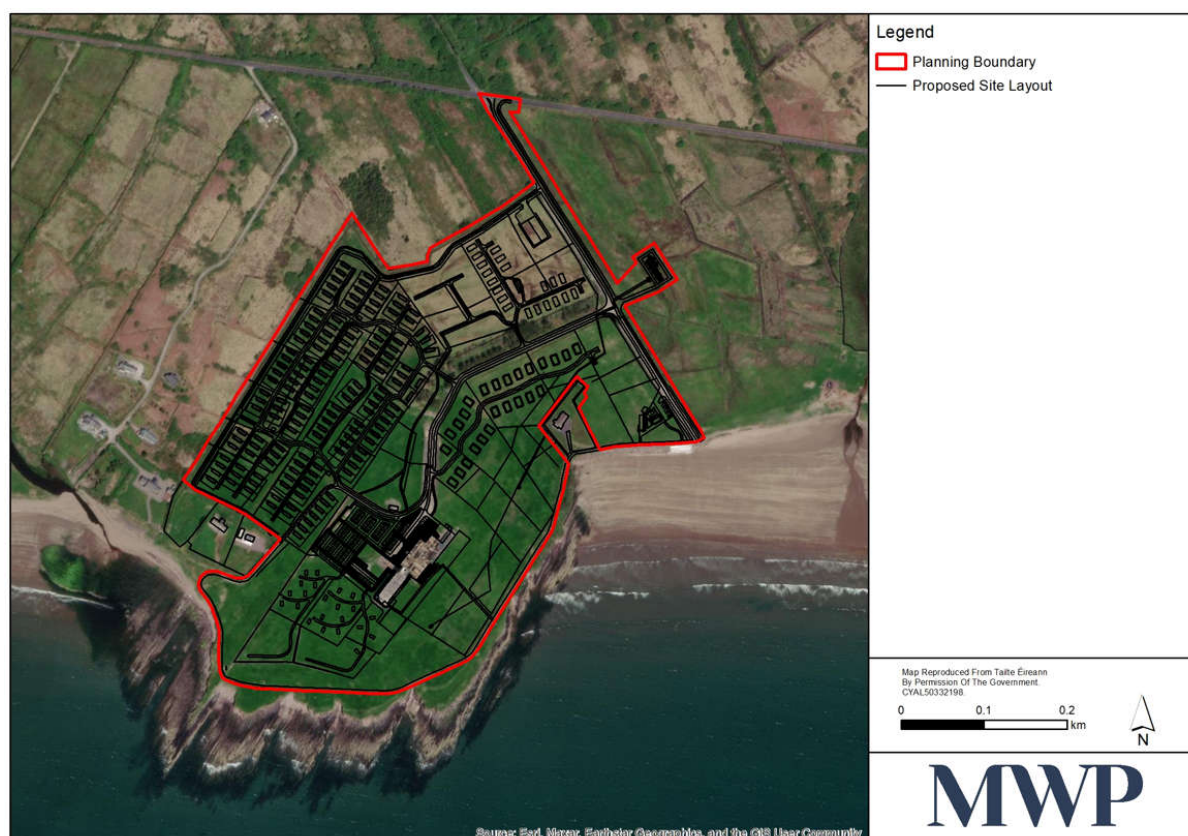 Legend
Planning Boundary
Proposed Site Layout
Map Reproduced From Tailte Éireann
By Permission Of The Government.
CYAL50332198.
0 0.1 0.2
km
N
MWP
Source: Esri, Maxar, Earthstar Geographics, and the GIS User Community